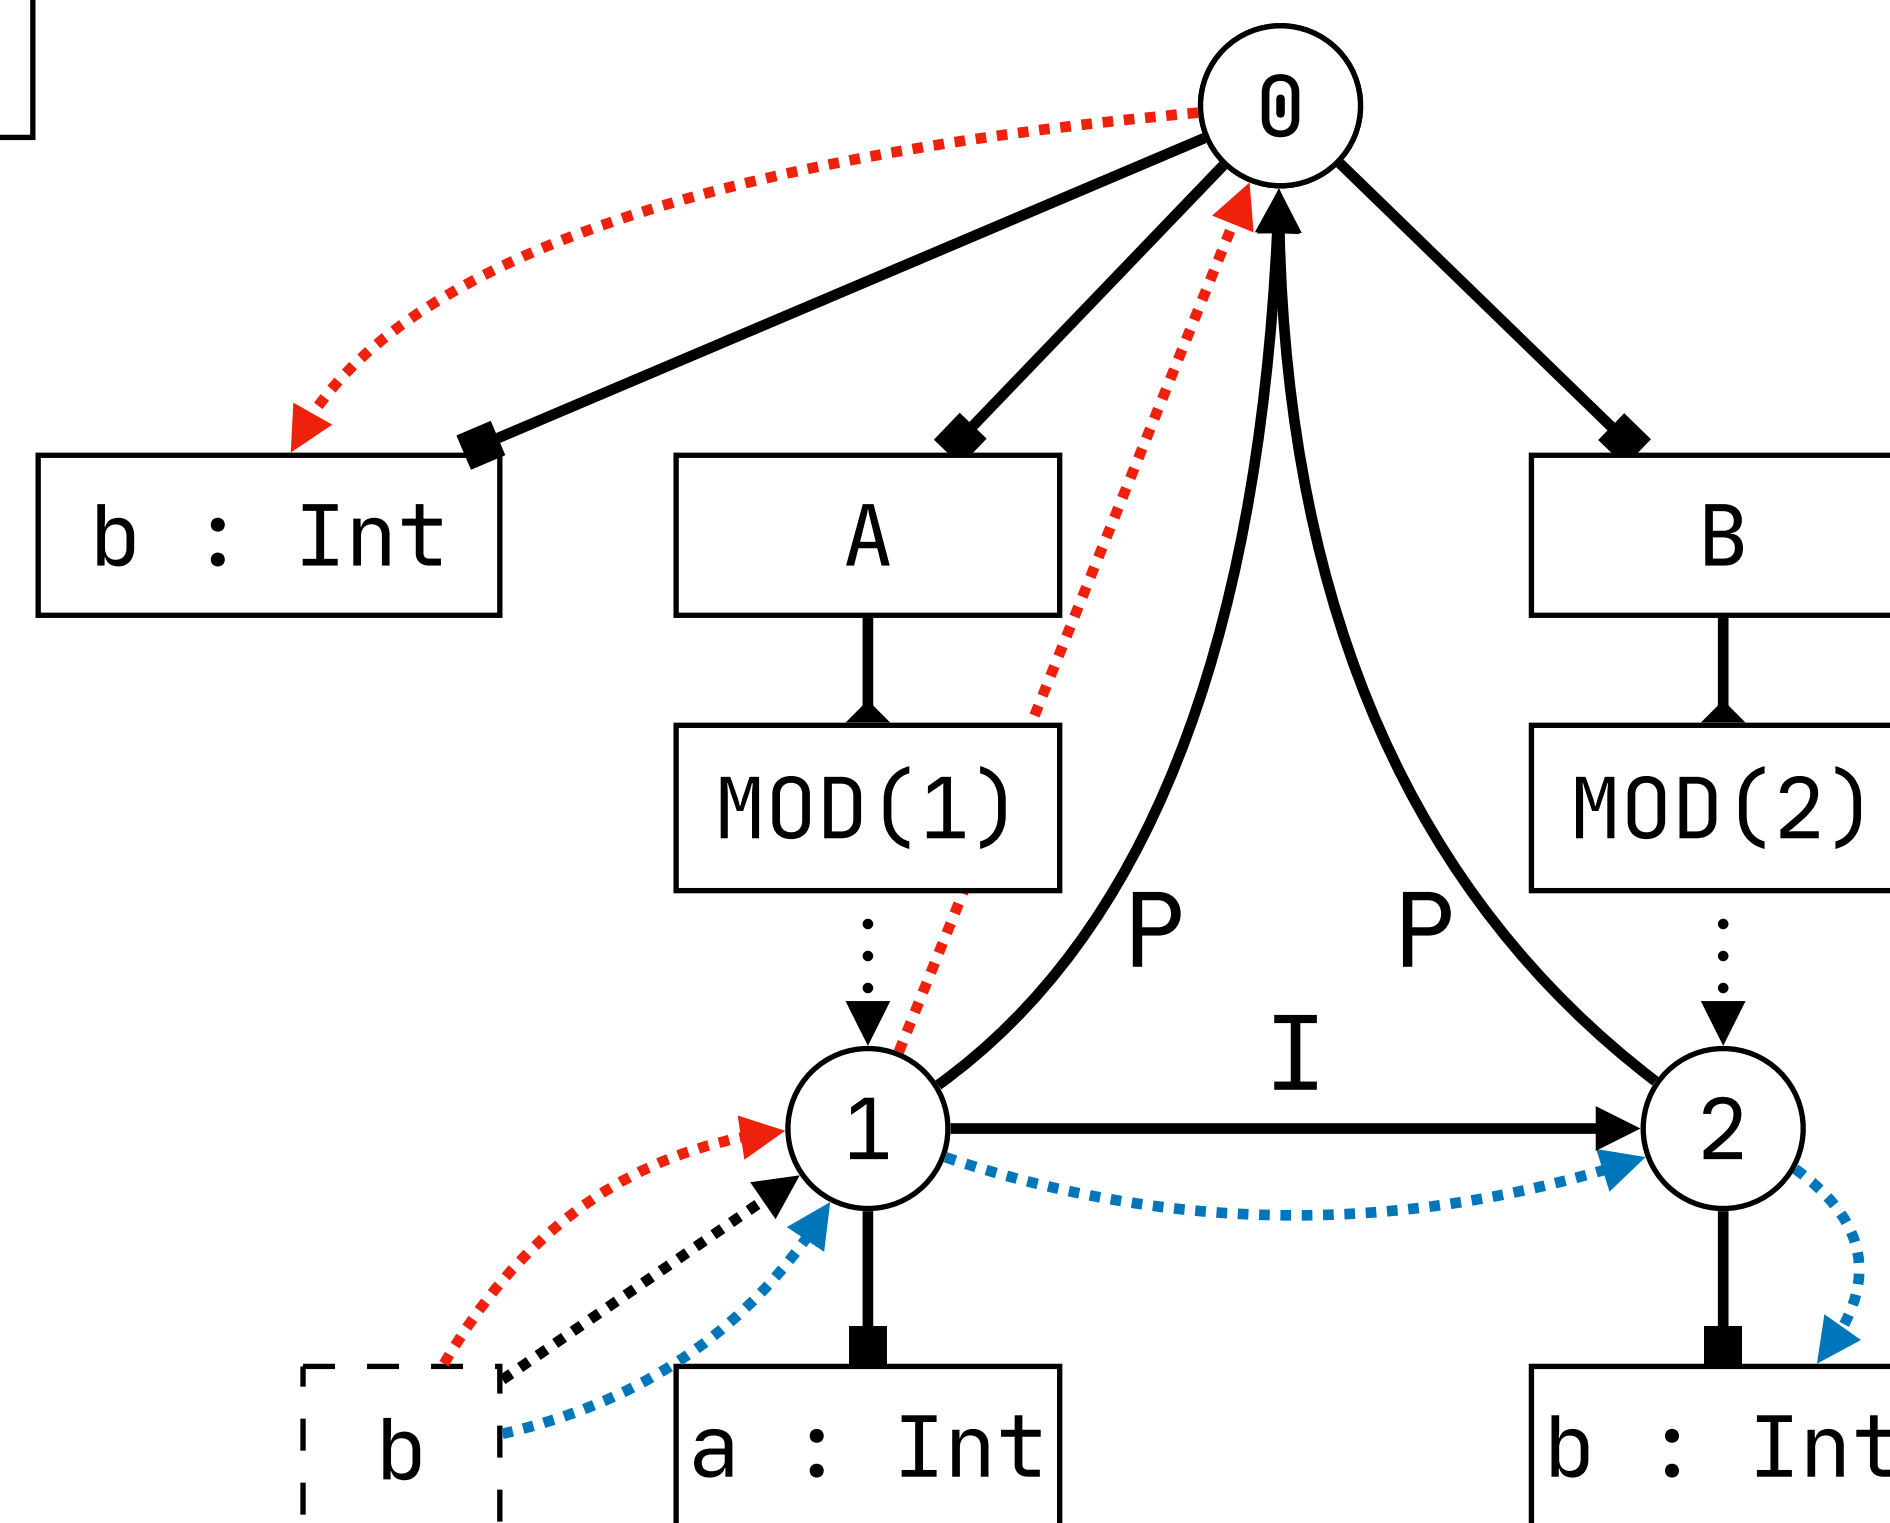 0
b : Int
A
B
MOD(1)
MOD(2)
P
P
I
1
2
b
a : Int
b : Int